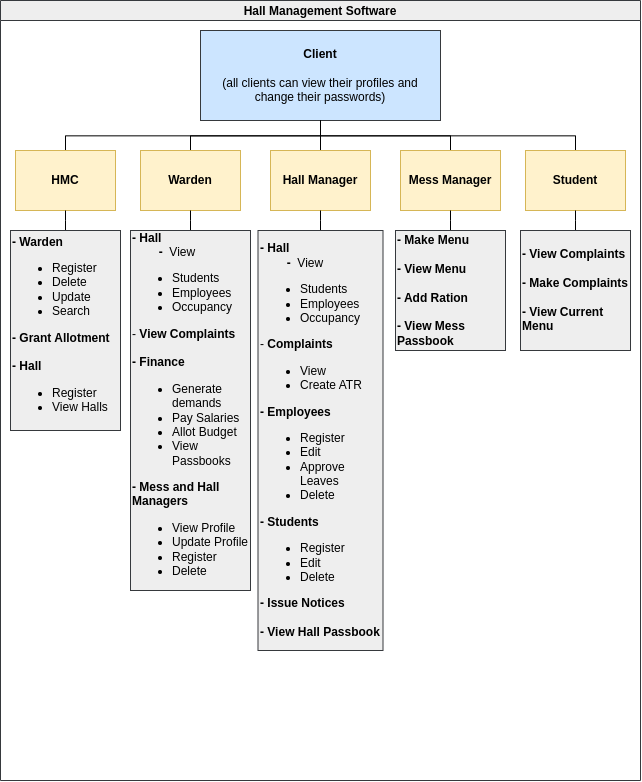 Hall Management Software
Client
(all clients can view their profiles and
change their passwords)
HMC
Warden
Hall Manager
Mess Manager
Student
- Warden
• Register
• Delete
• Update
• Search
- Grant Allotment
- Hall
• Register
• View Halls
- Hall
- View
• Students
• Employees
• Occupancy
- View Complaints
- Finance
• Generate
demands
• Pay Salaries
• Allot Budget
• View
Passbooks
- Mess and Hall
Managers
• View Profile
• Update Profile
• Register
• Delete
- Hall
- View
• Students
• Employees
• Occupancy
- Complaints
• View
• Create ATR
- Employees
• Register
• Edit
• Approve
Leaves
• Delete
- Students
• Register
• Edit
• Delete
- Issue Notices
- View Hall Passbook
- Make Menu
- View Menu
- Add Ration
- View Mess
Passbook
- View Complaints
- Make Complaints
- View Current
Menu